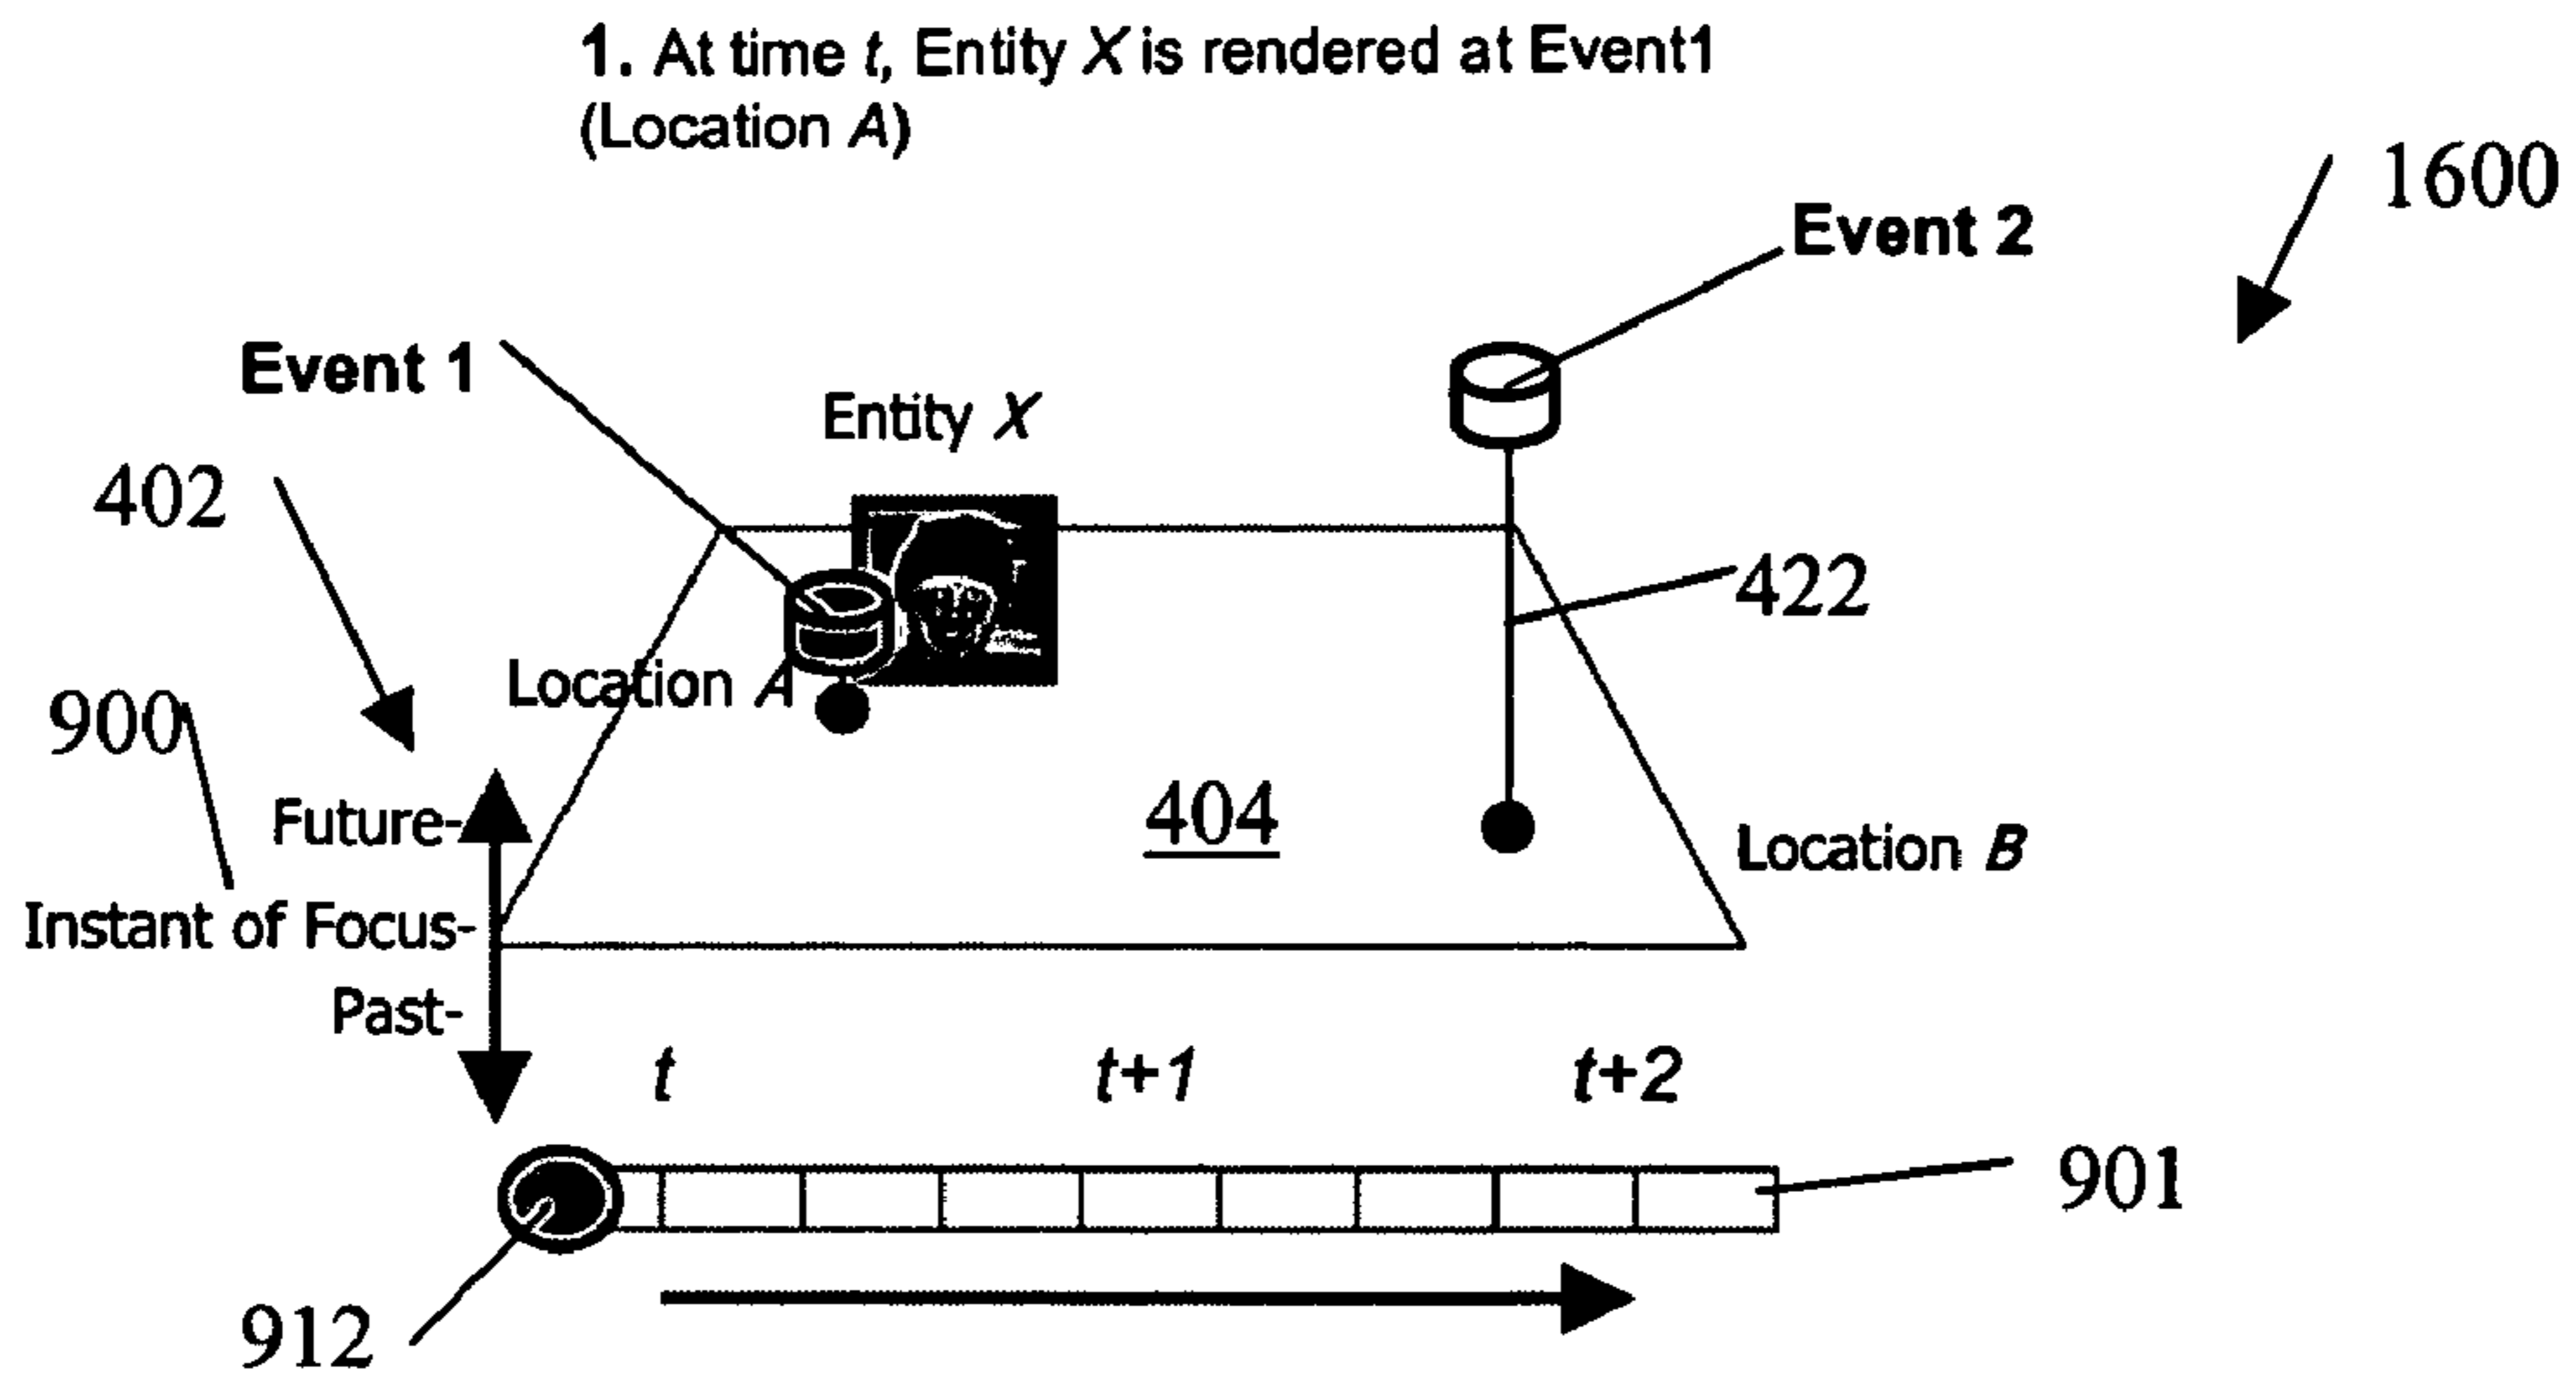 1. At time t, Entity X is rendered at Event1
(Location A)
1600
Event 2
Event 1
Entity X
402
422
Location A
900
404
Future-
Location B
Instant of Focus-
Past-
t
t+1
t+2
901
912